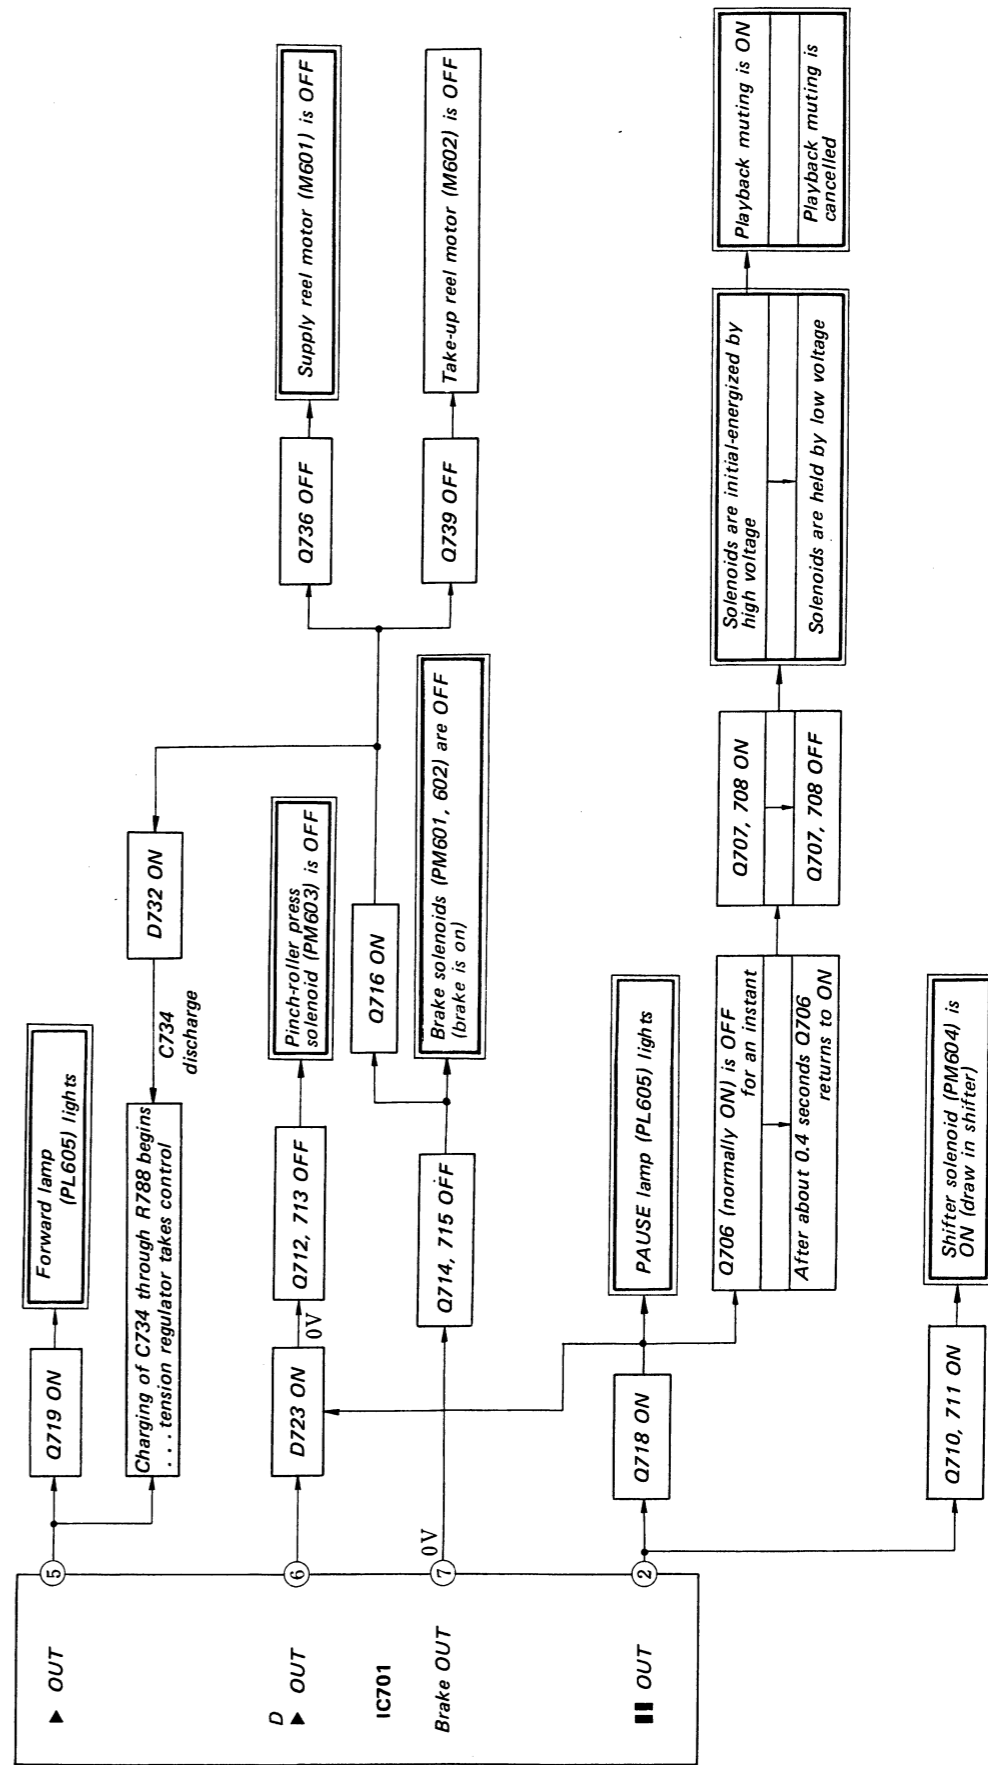 ▶ OUT
D
▶ OUT
IC701
Brake OUT
▮▮ OUT
5
6
7
2
0V
Q719 ON
Forward lamp
(PL605) lights
Charging of C734 through R788 begins
...tension regulator takes control
C734
discharge
D732 ON
D723 ON
0V
Q712, 713 OFF
Pinch-roller press
solenoid (PM603) is OFF
Q714, 715 OFF
Q716 ON
Brake solenoids (PM601, 602) are OFF
(brake is on)
Q736 OFF
Supply reel motor (M601) is OFF
Q739 OFF
Take-up reel motor (M602) is OFF
Q718 ON
PAUSE lamp (PL605) lights
Q706 (normally ON) is OFF
for an instant
After about 0.4 seconds Q706
returns to ON
Q707, 708 ON
Q707, 708 OFF
Solenoids are initial-energized by
high voltage
Solenoids are held by low voltage
Playback muting is ON
Playback muting is
cancelled
Q710, 711 ON
Shifter solenoid (PM604) is
ON (draw in shifter)